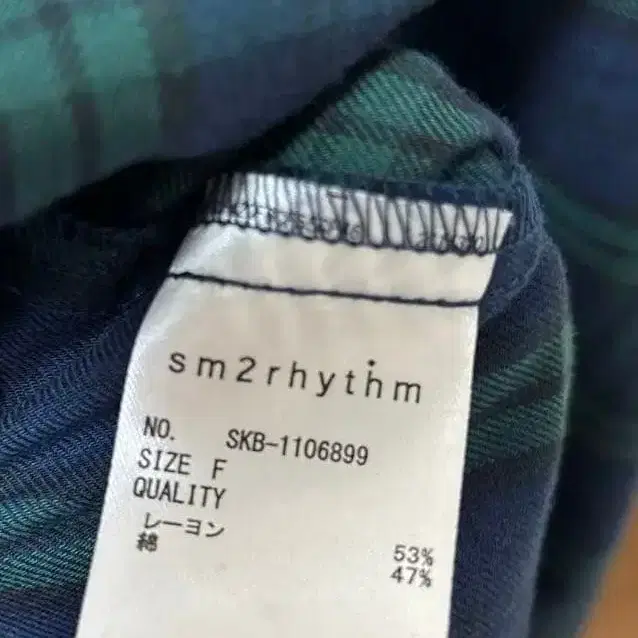 sm2rhythm
NO. SKB-1106899
SIZE F
QUALITY
レーヨン 53%
綿 47%